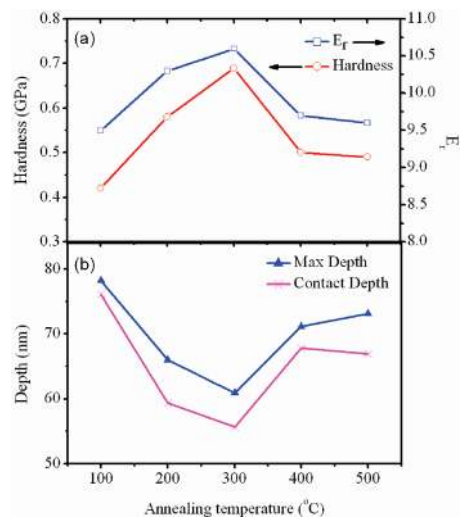 (a)
E_r
Hardness
0.8
0.7
0.6
0.5
0.4
0.3
Hardness (GPa)
11.0
10.5
10.0
9.5
9.0
8.5
8.0
E_r
(b)
Max Depth
Contact Depth
80
70
60
50
Depth (nm)
100 200 300 400 500
Annealing temperature (°C)